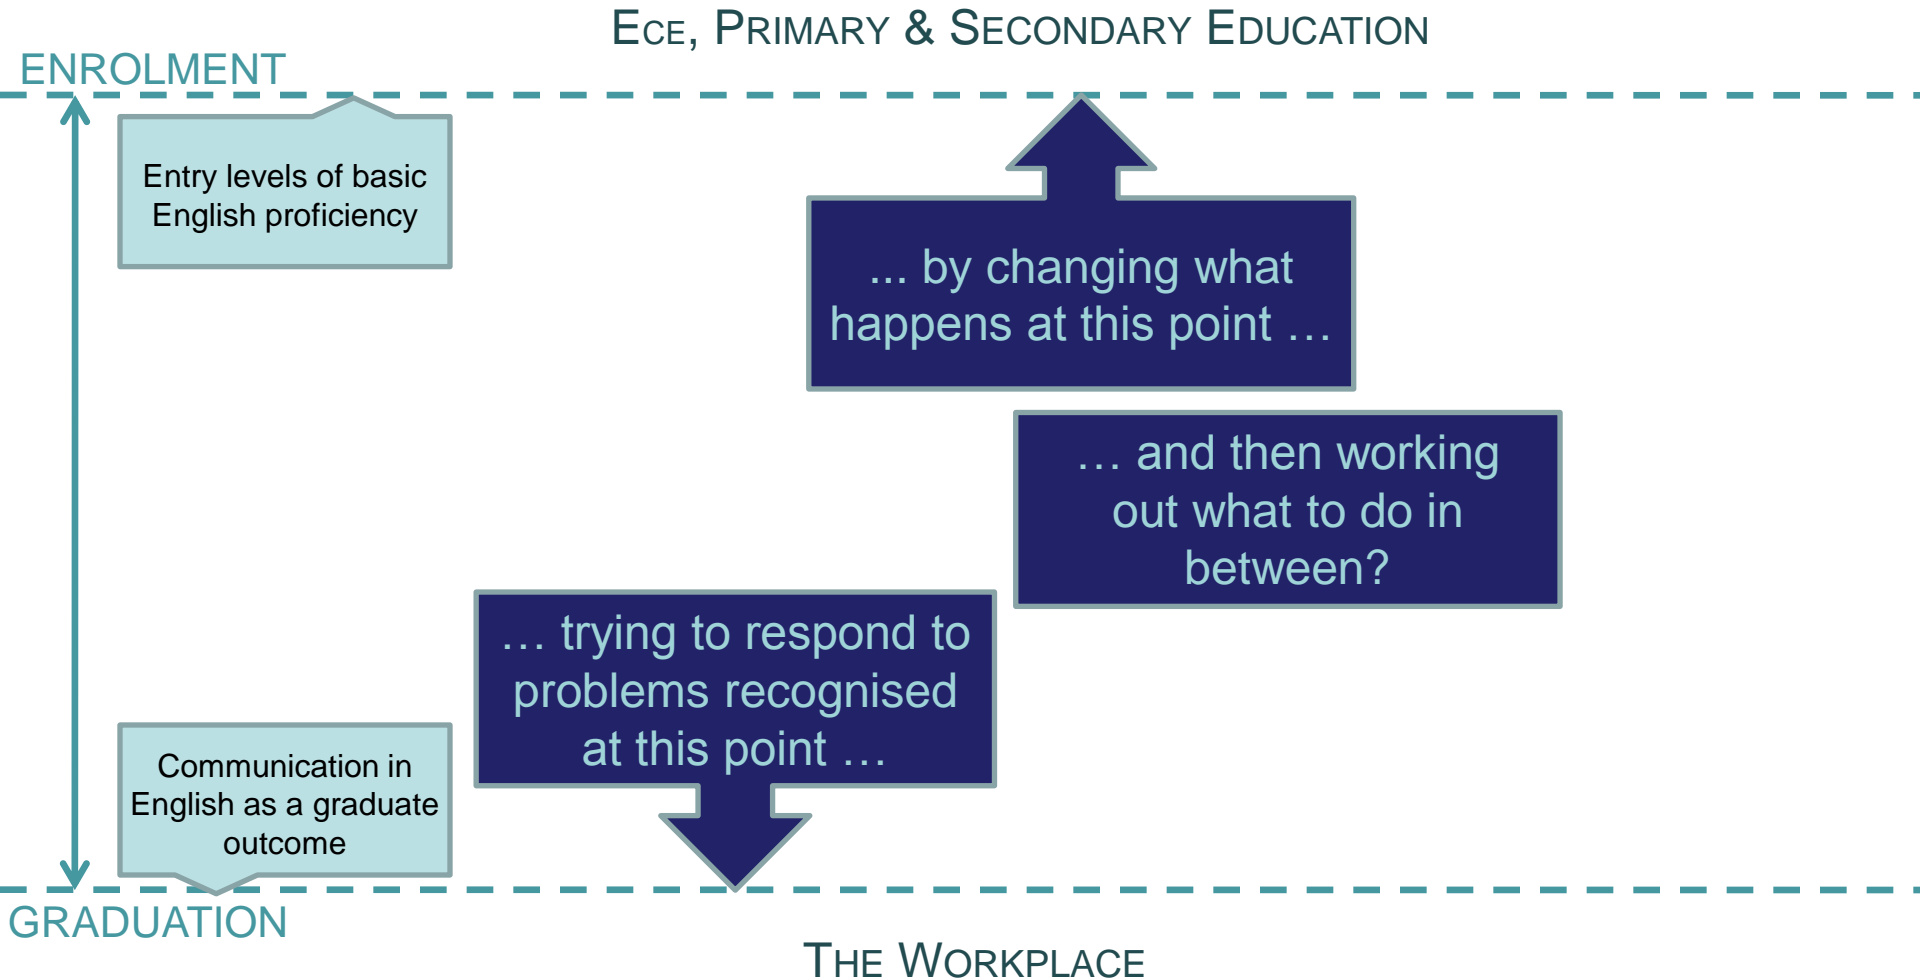 ECE, PRIMARY & SECONDARY EDUCATION
ENROLMENT
Entry levels of basic
English proficiency
... by changing what
happens at this point …
… and then working
out what to do in
between?
… trying to respond to
problems recognised
at this point …
Communication in
English as a graduate
outcome
GRADUATION
THE WORKPLACE